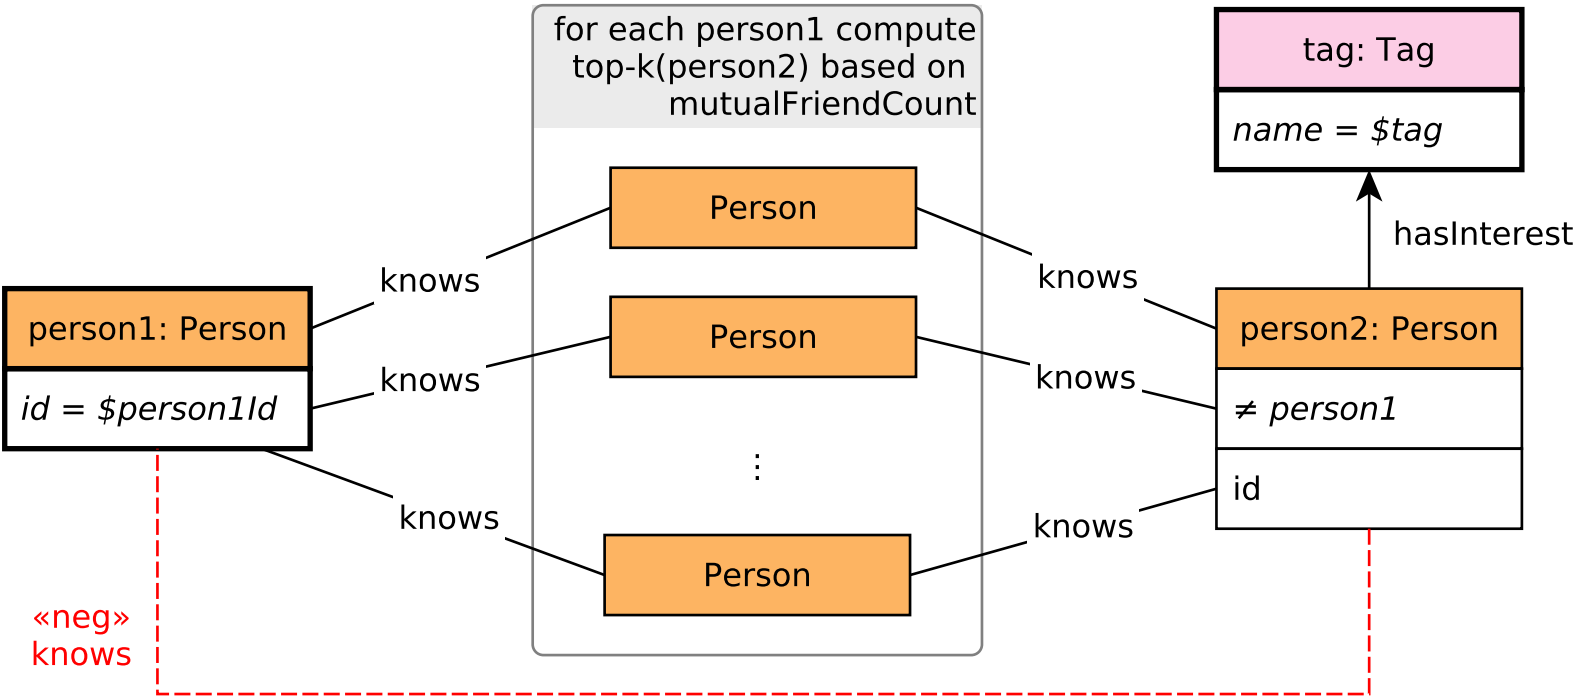 for each person1 compute
top-k(person2) based on
mutualFriendCount
tag: Tag
name = $tag
hasInterest
Person
Person
⋮
Person
knows
knows
knows
knows
knows
knows
person1: Person
id = $person1Id
person2: Person
≠ person1
id
«neg»
knows